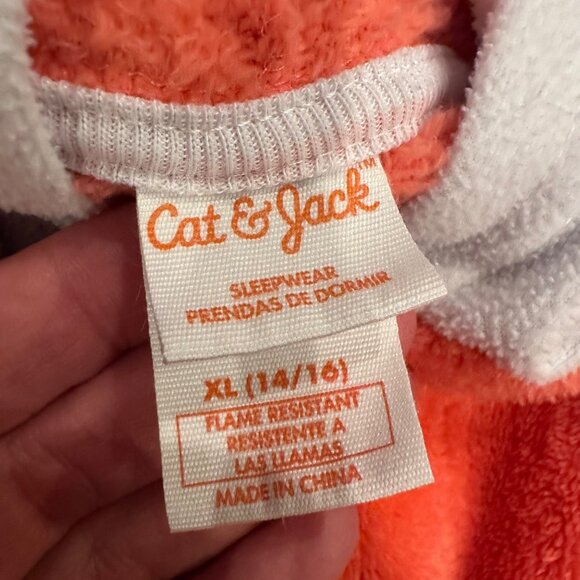 Cat & Jack™
SLEEPWEAR
PRENDAS DE DORMIR
XL (14/16)
FLAME RESISTANT
RESISTENTE A
LAS LLAMAS
MADE IN CHINA